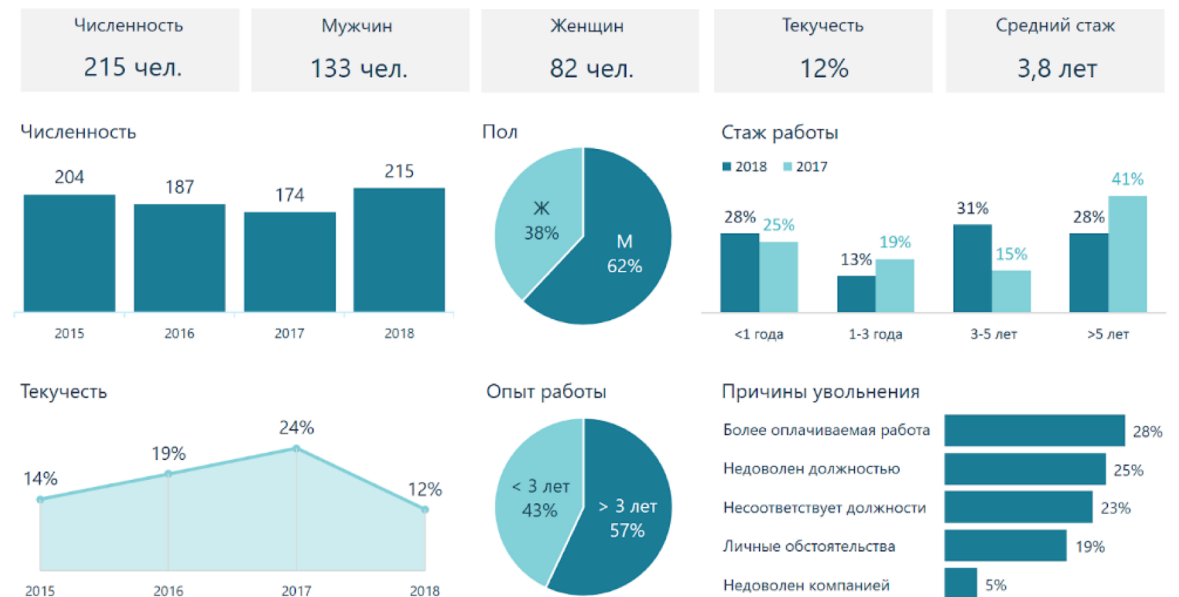 Численность
215 чел.
Мужчин
133 чел.
Женщин
82 чел.
Текучесть
12%
Средний стаж
3,8 лет
Численность
204
187
174
215
2015
2016
2017
2018
Пол
Ж
38%
М
62%
Стаж работы
2018
2017
28%
25%
13%
19%
31%
15%
28%
41%
<1 года
1-3 года
3-5 лет
>5 лет
Текучесть
14%
19%
24%
12%
2015
2016
2017
2018
Опыт работы
< 3 лет
43%
> 3 лет
57%
Причины увольнения
Более оплачиваемая работа 28%
Недоволен должностью 25%
Несоответствует должности 23%
Личные обстоятельства 19%
Недоволен компанией 5%